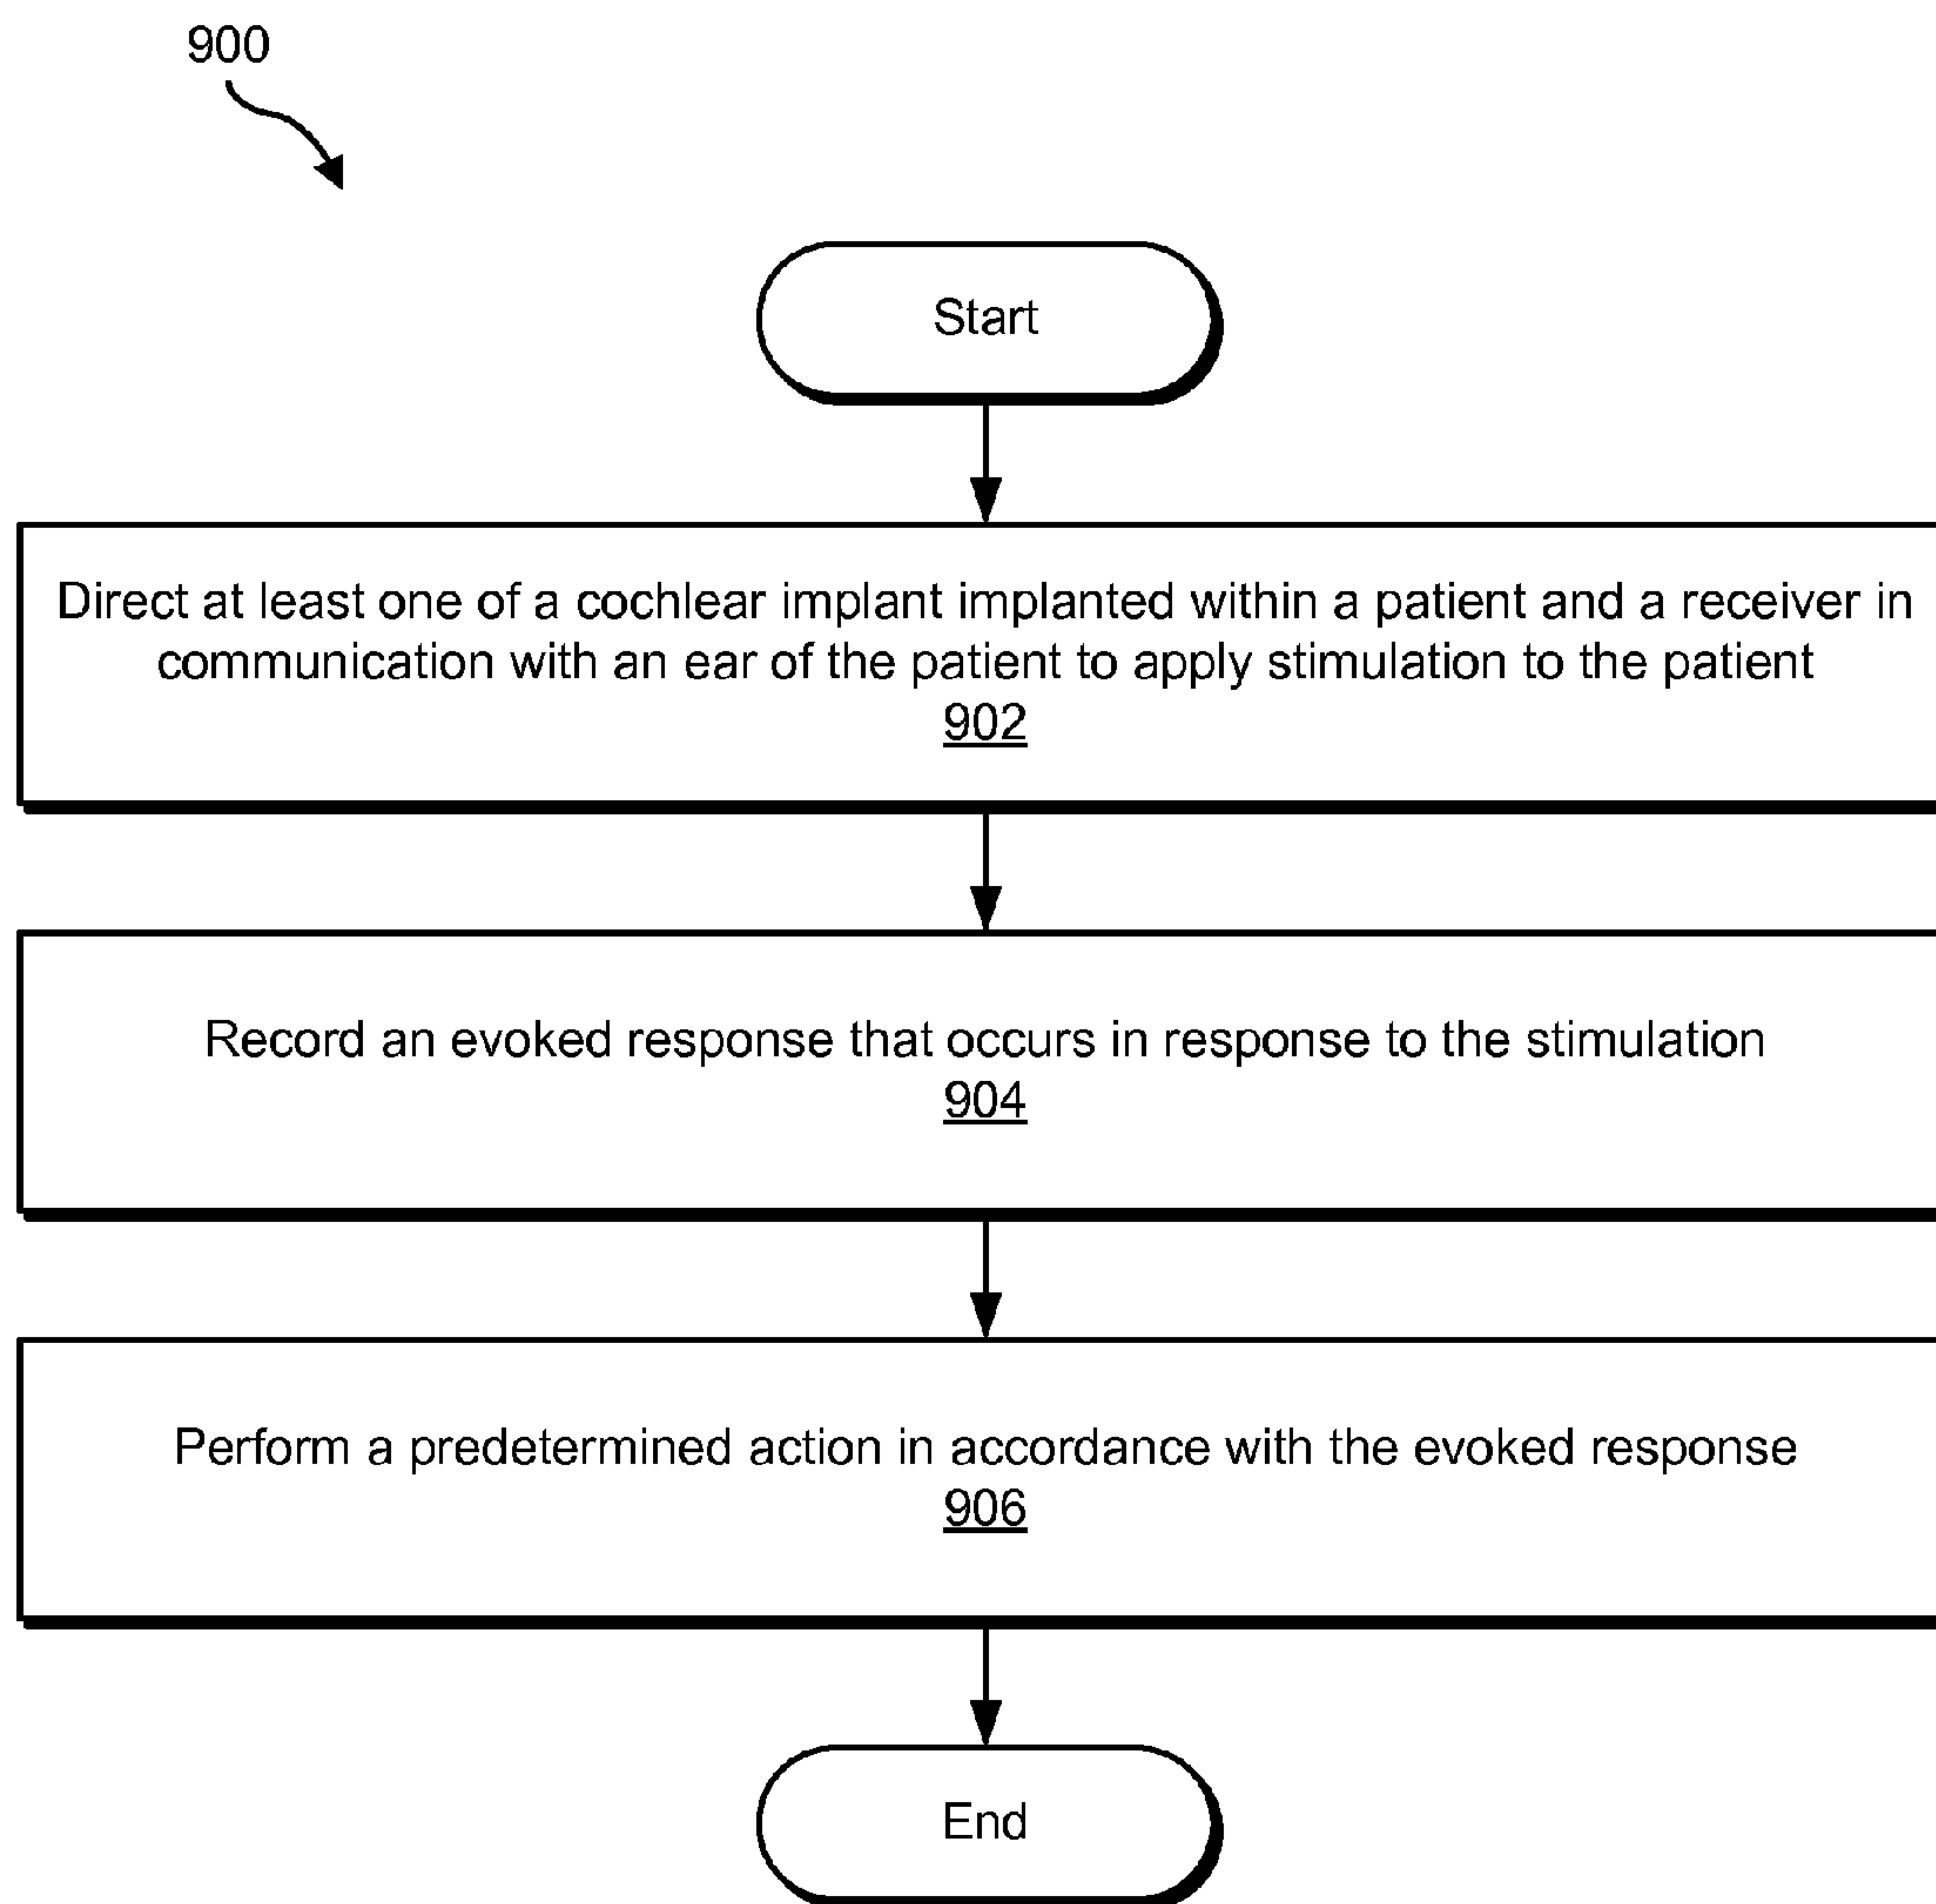 900
Start
Direct at least one of a cochlear implant implanted within a patient and a receiver in
communication with an ear of the patient to apply stimulation to the patient
902
Record an evoked response that occurs in response to the stimulation
904
Perform a predetermined action in accordance with the evoked response
906
End